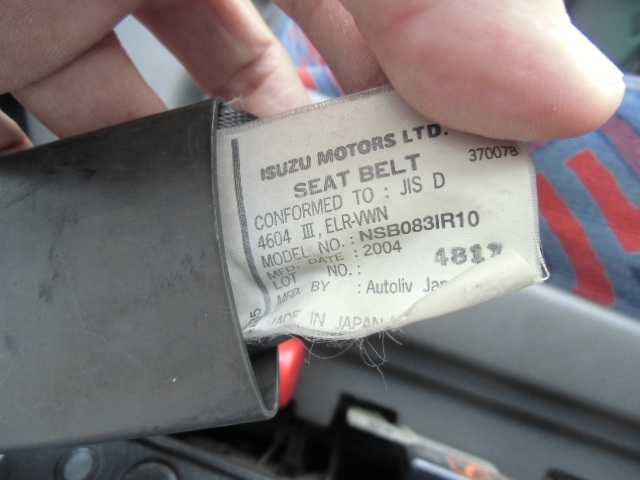 ISUZU MOTORS LTD.
370078
SEAT BELT
CONFORMED TO : JIS D
4604 III, ELR-VWN
MODEL NO. : NSB083IR10
MFD. DATE : 2004
LOT NO. :
MFD. BY : Autoliv
MADE IN JAPAN